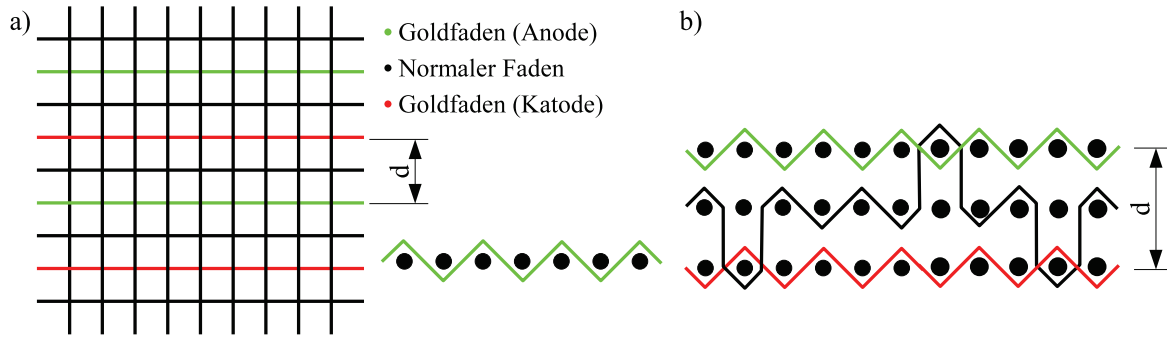 a)
Goldfaden (Anode)
Normaler Faden
Goldfaden (Katode)
d
b)
d